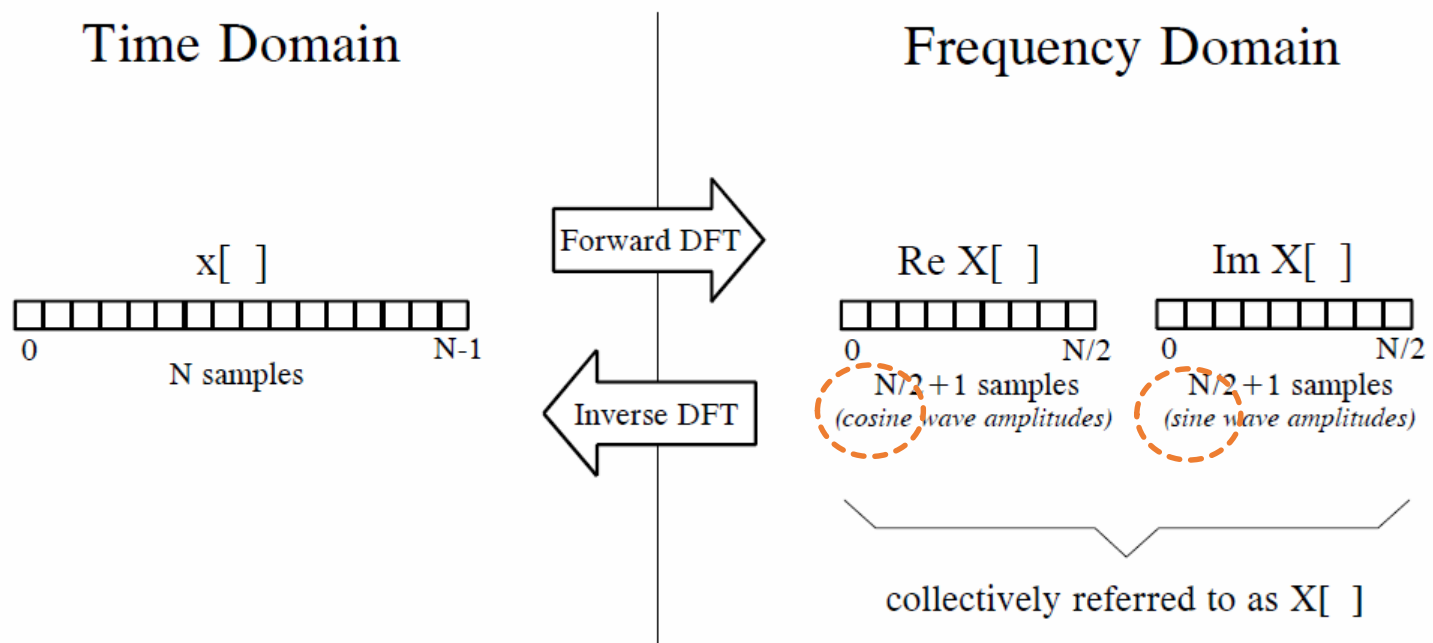 Time Domain
Frequency Domain
Forward DFT
x[ ]
0
N-1
N samples
Inverse DFT
Re X[ ]
0
N/2
N/2+1 samples
(cosine wave amplitudes)
Im X[ ]
0
N/2
N/2+1 samples
(sine wave amplitudes)
collectively referred to as X[ ]